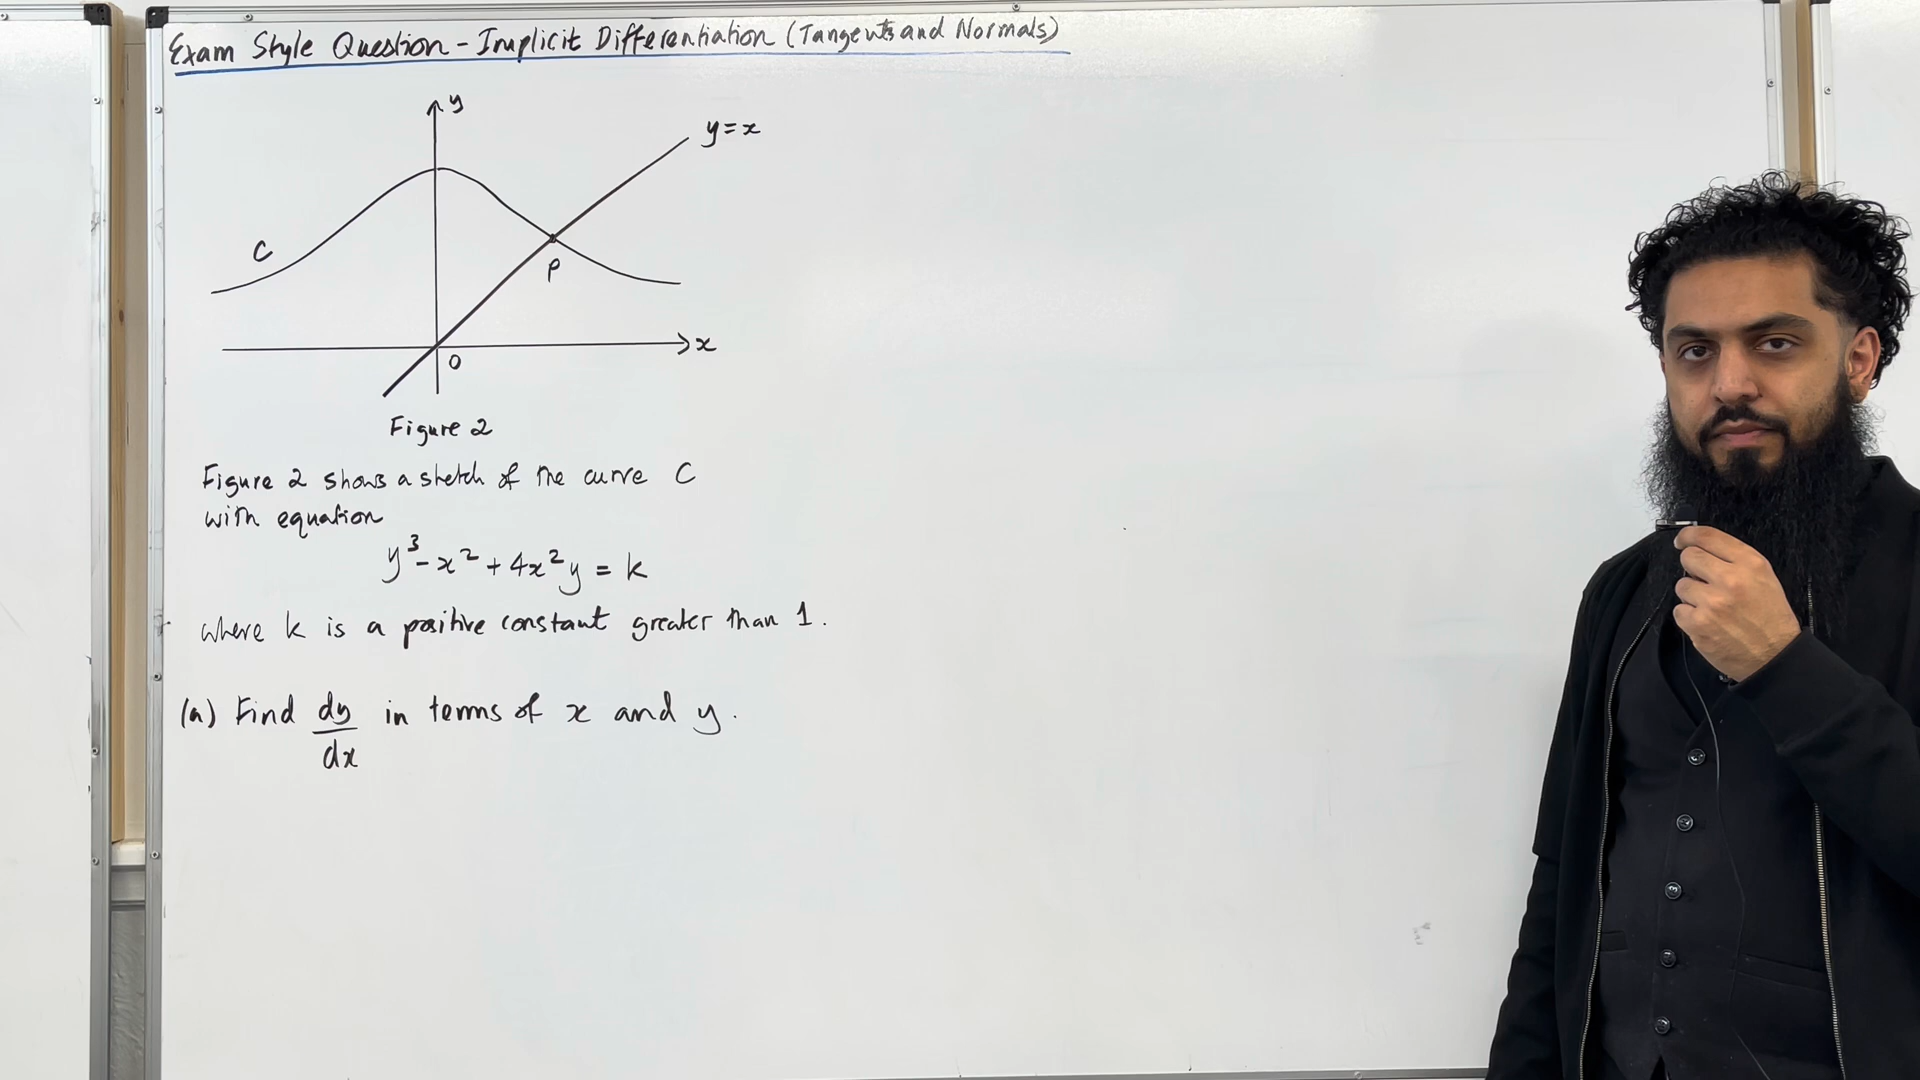 Exam Style Question - Implicit Differentiation (Tangents and Normals)
y
y=x
C
P
x
O
Figure 2
Figure 2 shows a sketch of the curve C
with equation
y³ - x² + 4x²y = k
where k is a positive constant greater than 1.
(a) Find dy/dx in terms of x and y.